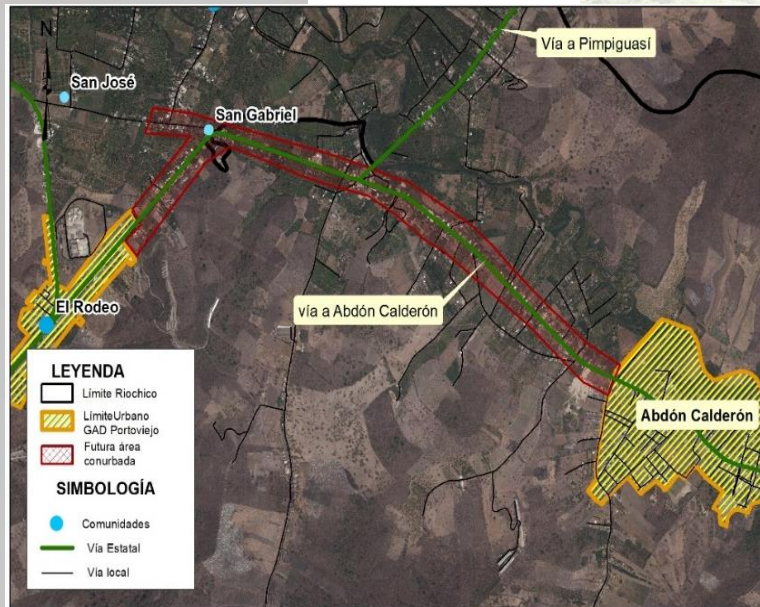 Vía a Pimpiguasí
N
San José
San Gabriel
vía a Abdón Calderón
El Rodeo
Abdón Calderón
LEYENDA
Límite Riochico
LímiteUrbano
GAD Portoviejo
Futura área
conurbada
SIMBOLOGÍA
Comunidades
Vía Estatal
Vía local